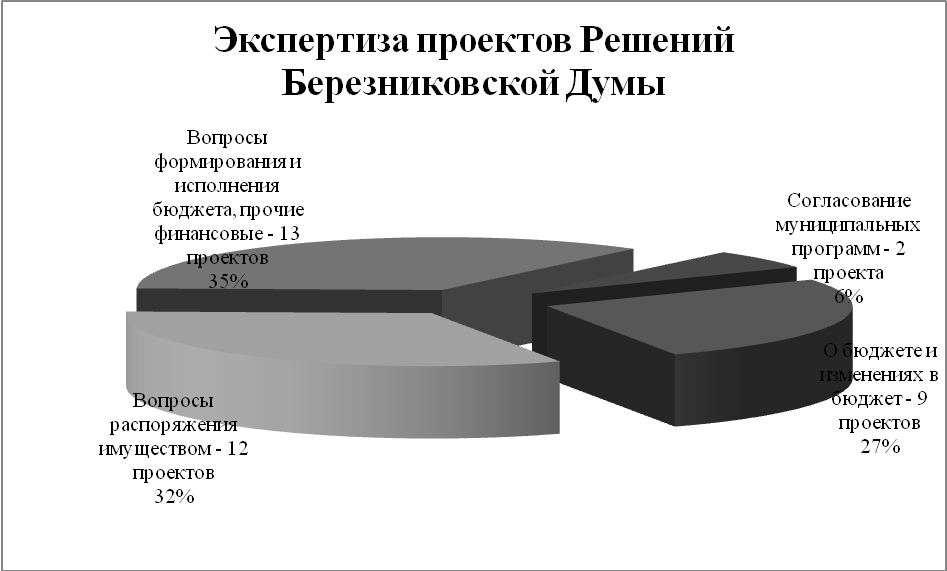 Экспертиза проектов Решений
Березниковской Думы
Вопросы
формирования и
исполнения
бюджета, прочие
финансовые - 13
проектов
35%
Согласование
муниципальных
программ - 2
проекта
6%
О бюджете и
изменениях в
бюджет - 9
проектов
27%
Вопросы
распоряжения
имуществом - 12
проектов
32%